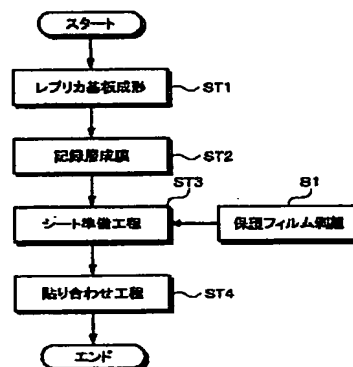 スタート
レプリカ基板成形
ST1
記録層成膜
ST2
ST3
S1
シート準備工程
保護フィルム剥離
貼り合わせ工程
ST4
エンド